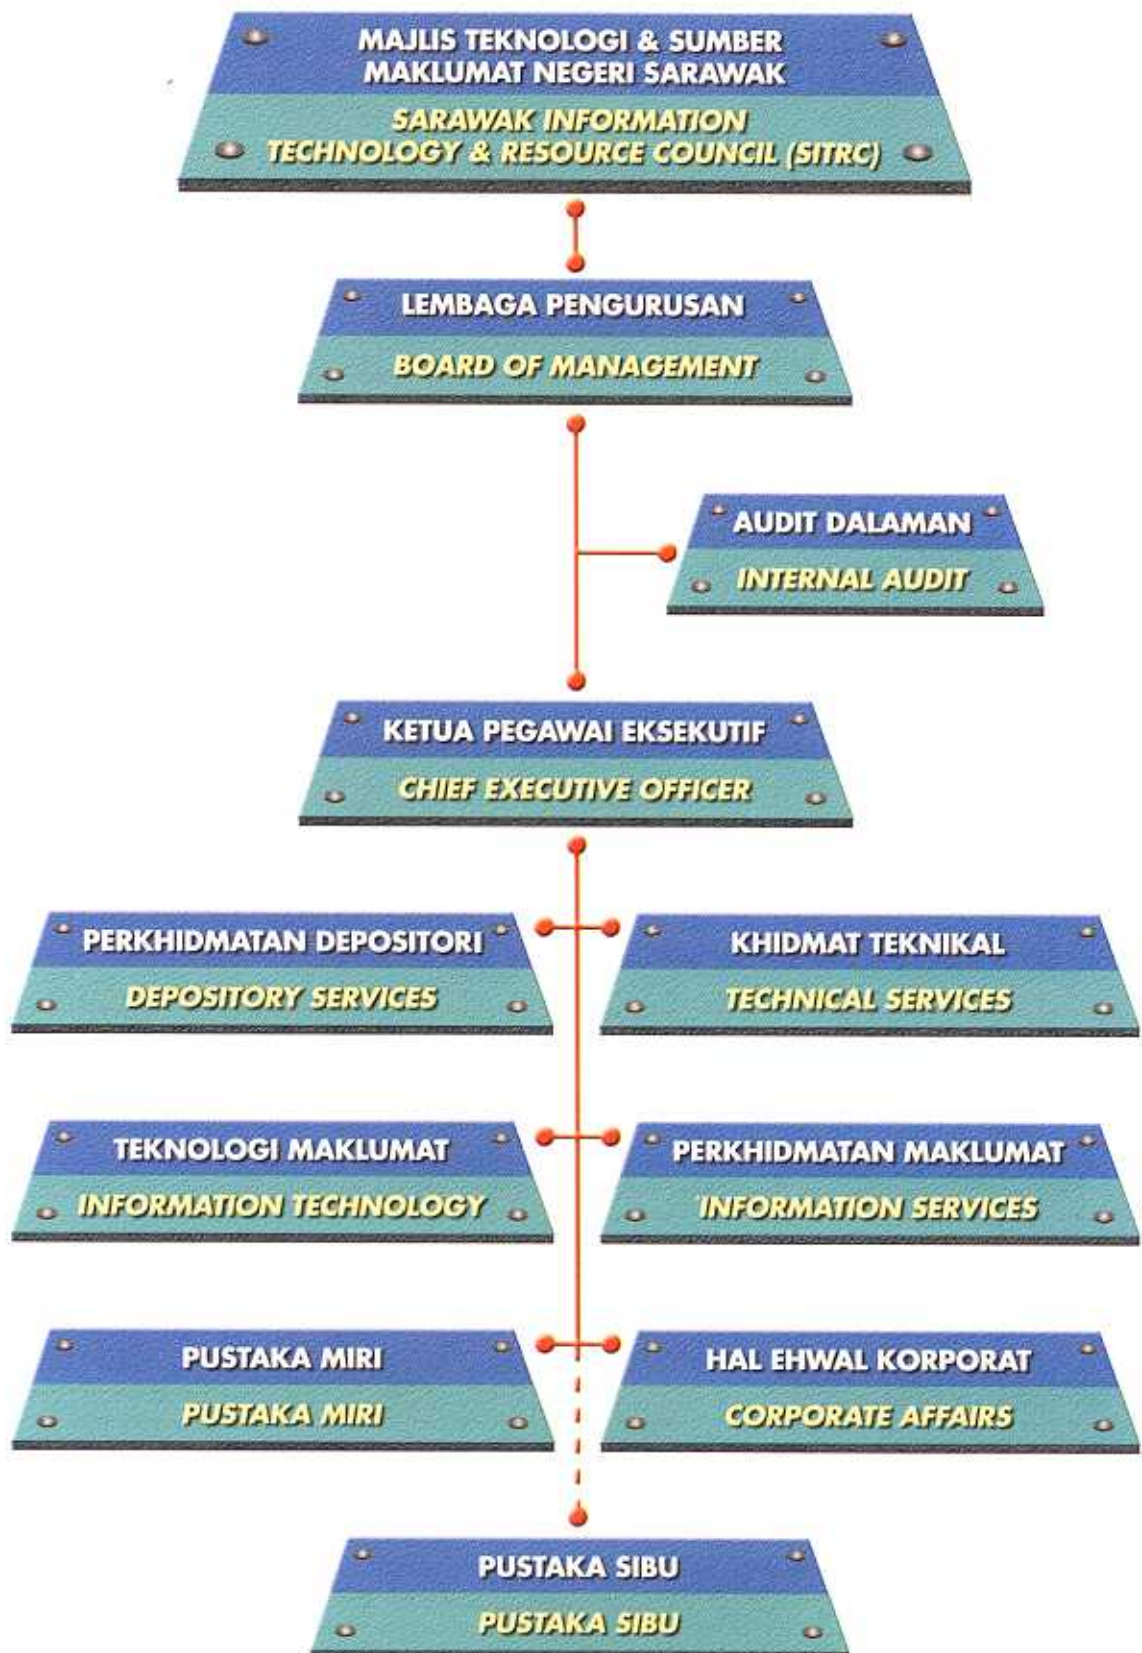 MAJLIS TEKNOLOGI & SUMBER
MAKLUMAT NEGERI SARAWAK
SARAWAK INFORMATION
TECHNOLOGY & RESOURCE COUNCIL (SITRC)
LEMBAGA PENGURUSAN
BOARD OF MANAGEMENT
AUDIT DALAMAN
INTERNAL AUDIT
KETUA PEGAWAI EKSEKUTIF
CHIEF EXECUTIVE OFFICER
PERKHIDMATAN DEPOSITORI
DEPOSITORY SERVICES
KHIDMAT TEKNIKAL
TECHNICAL SERVICES
TEKNOLOGI MAKLUMAT
INFORMATION TECHNOLOGY
PERKHIDMATAN MAKLUMAT
INFORMATION SERVICES
PUSTAKA MIRI
PUSTAKA MIRI
HAL EHWAL KORPORAT
CORPORATE AFFAIRS
PUSTAKA SIBU
PUSTAKA SIBU